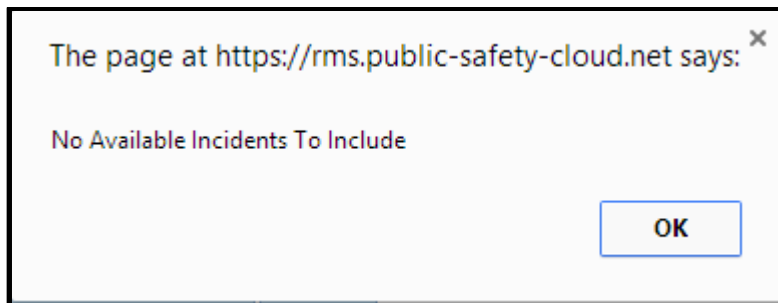 The page at https://rms.public-safety-cloud.net says:
No Available Incidents To Include
OK